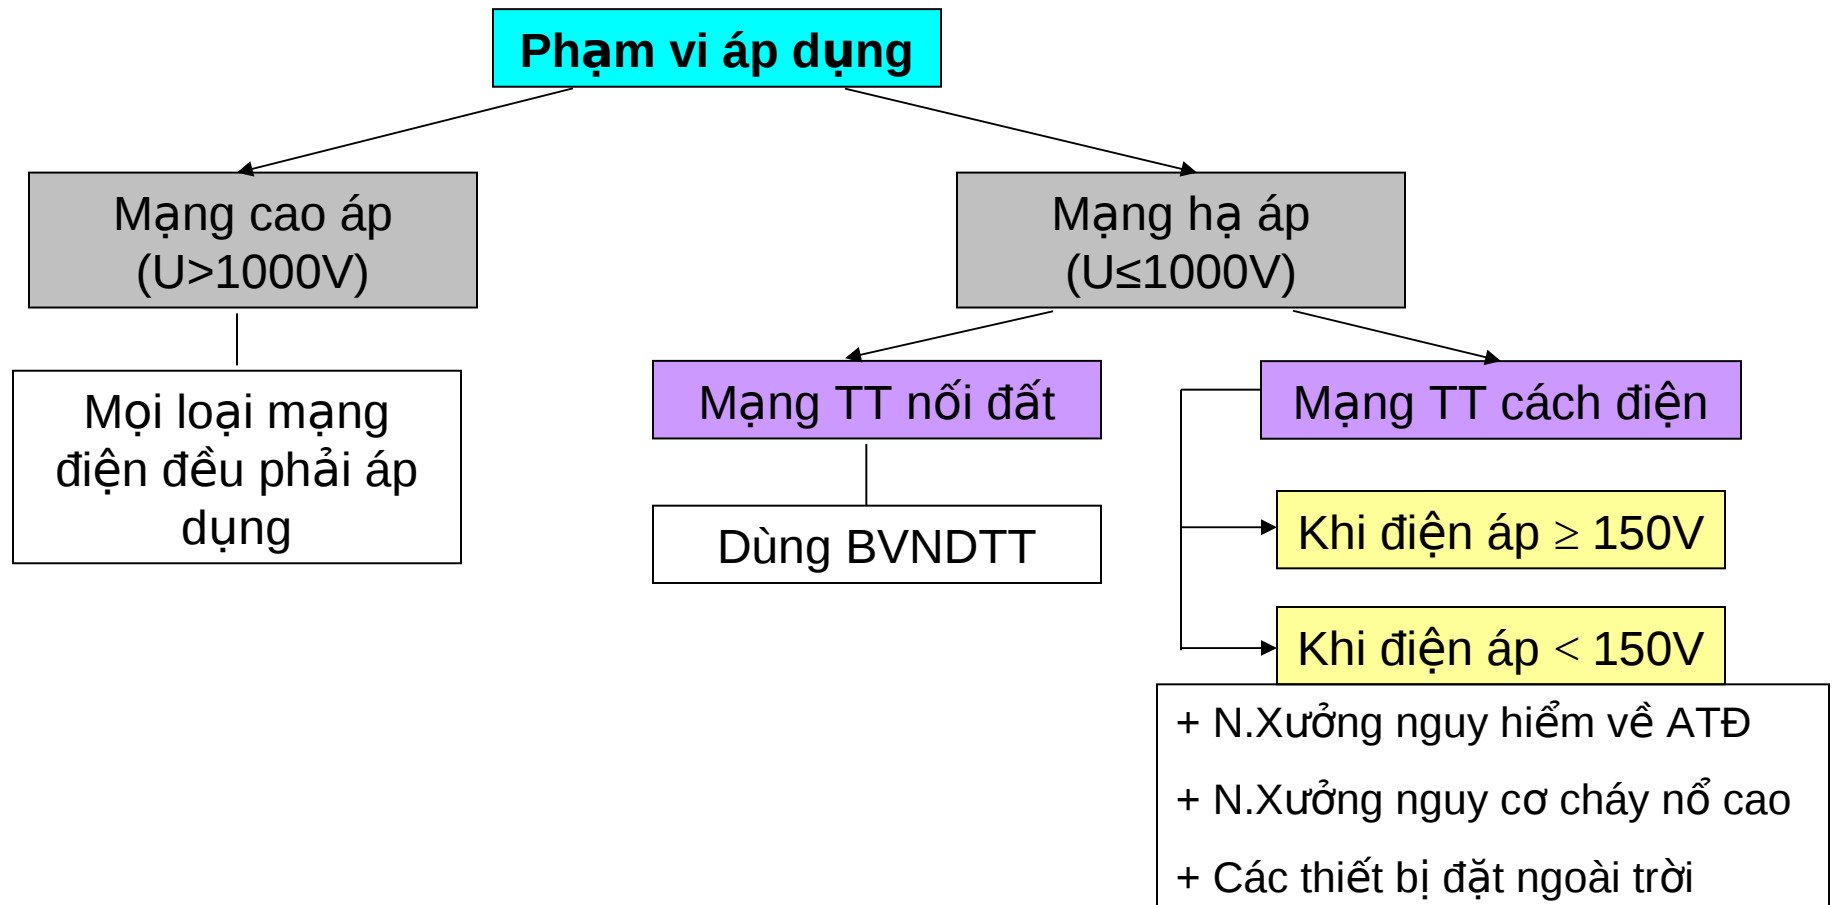 Phạm vi áp dụng
Mạng cao áp
(U>1000V)
Mạng hạ áp
(U≤1000V)
Mọi loại mạng
điện đều phải áp
dụng
Mạng TT nối đất
Dùng BVNDTT
Mạng TT cách điện
Khi điện áp ≥ 150V
Khi điện áp < 150V
+ N.Xưởng nguy hiểm về ATĐ
+ N.Xưởng nguy cơ cháy nổ cao
+ Các thiết bị đặt ngoài trời